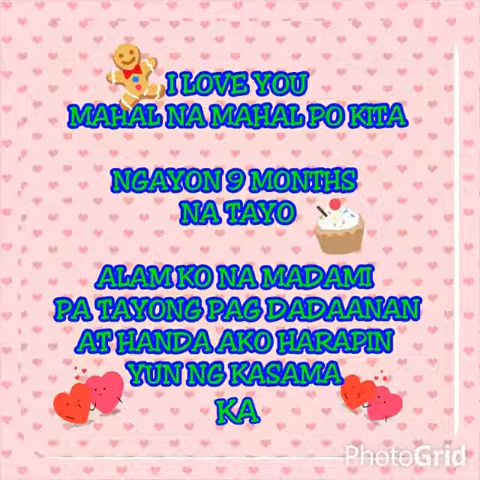 I LOVE YOU
MAHAL NA MAHAL PO KITA
NGAYON 9 MONTHS
NA TAYO
ALAM KO NA MADAMI
PA TAYONG PAG DADAANAN
AT HANDA AKO HARAPIN
YUN NG KASAMA
KA
PhotoGrid